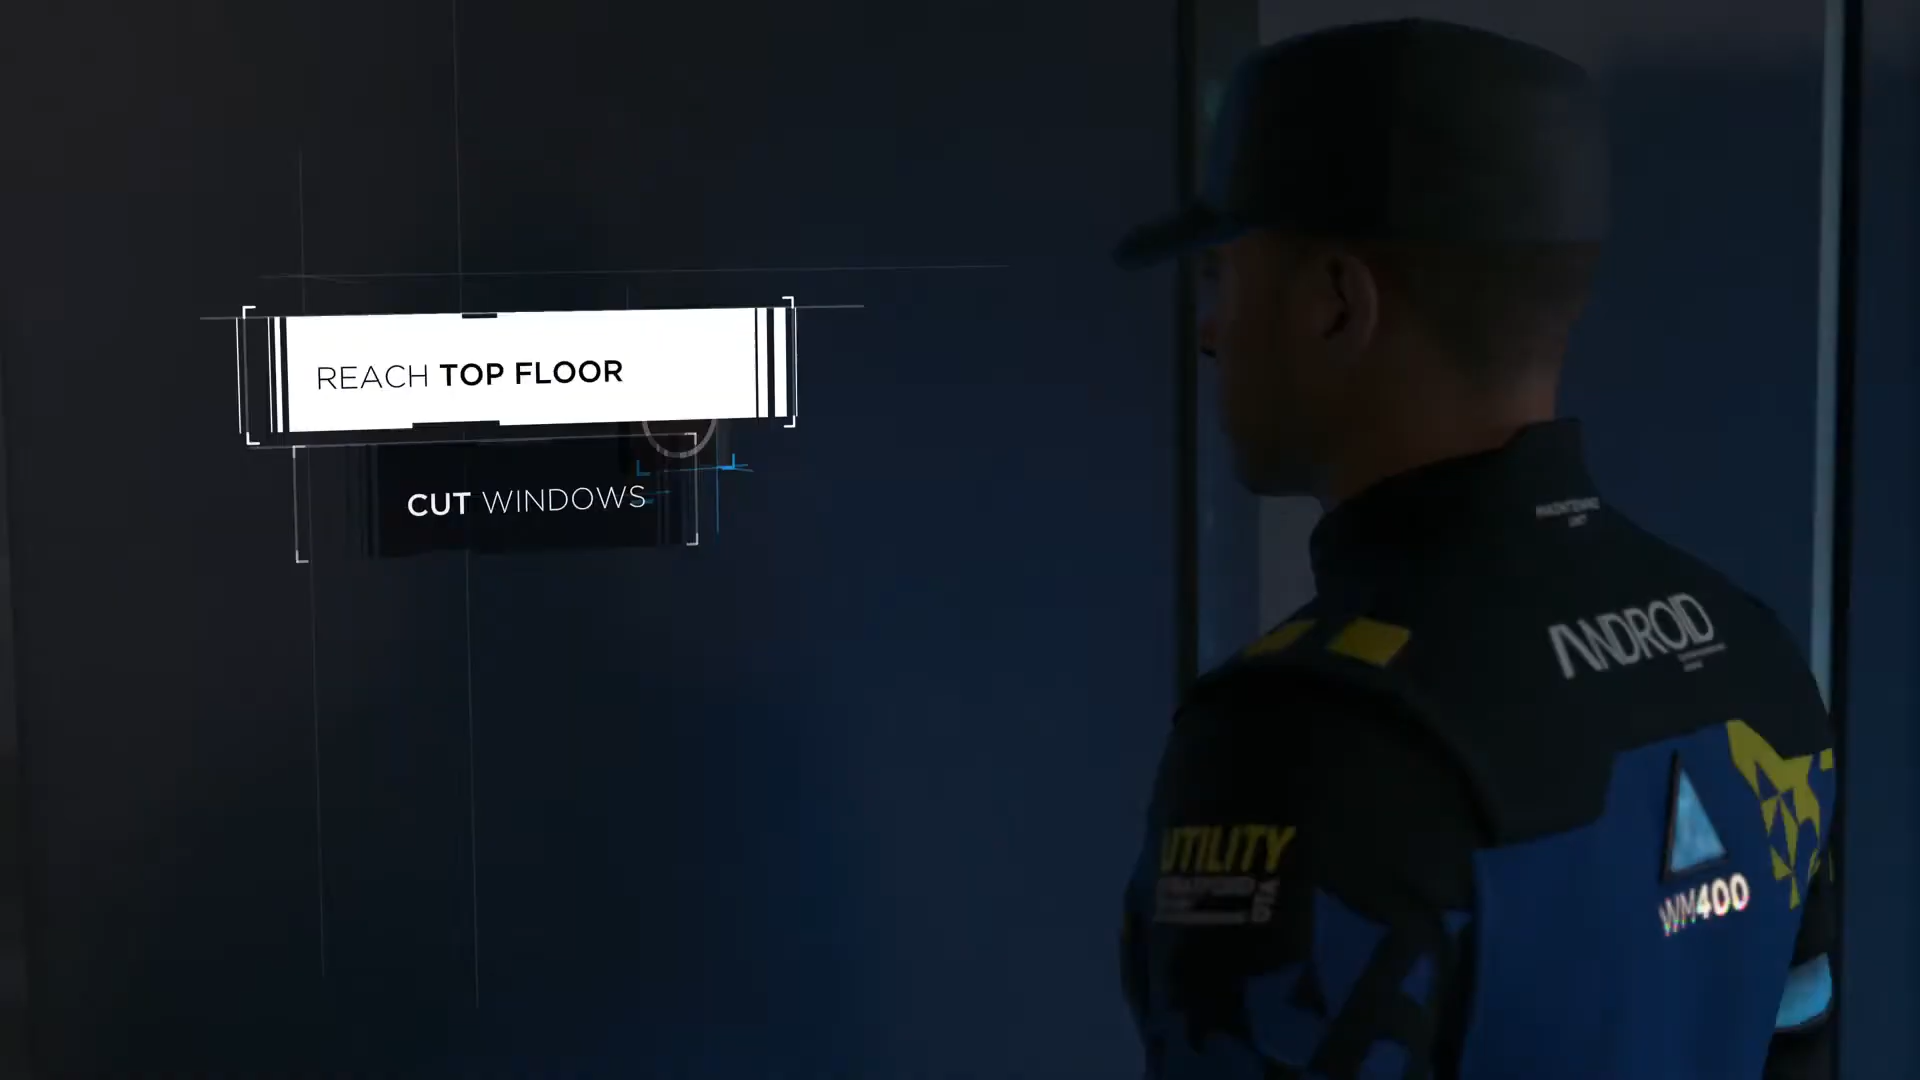 REACH TOP FLOOR
CUT WINDOWS
ANDROID
UTILITY
WM400